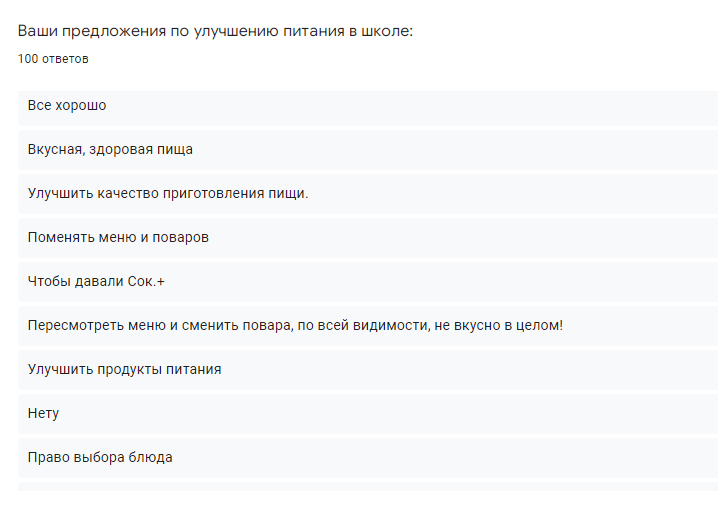 Ваши предложения по улучшению питания в школе:
100 ответов
Все хорошо
Вкусная, здоровая пища
Улучшить качество приготовления пищи.
Поменять меню и поваров
Чтобы давали Сок.+
Пересмотреть меню и сменить повара, по всей видимости, не вкусно в целом!
Улучшить продукты питания
Нету
Право выбора блюда